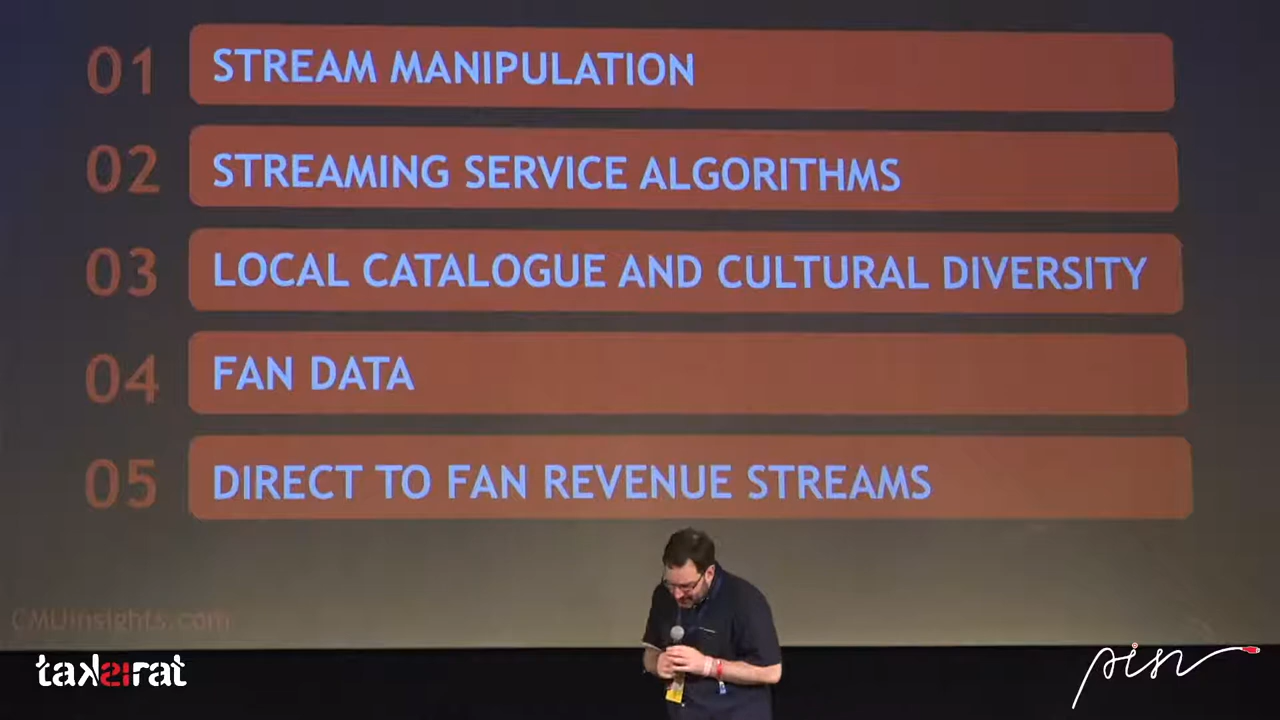 01 STREAM MANIPULATION
02 STREAMING SERVICE ALGORITHMS
03 LOCAL CATALOGUE AND CULTURAL DIVERSITY
04 FAN DATA
05 DIRECT TO FAN REVENUE STREAMS
CMUinsights.com
taksirat
pin